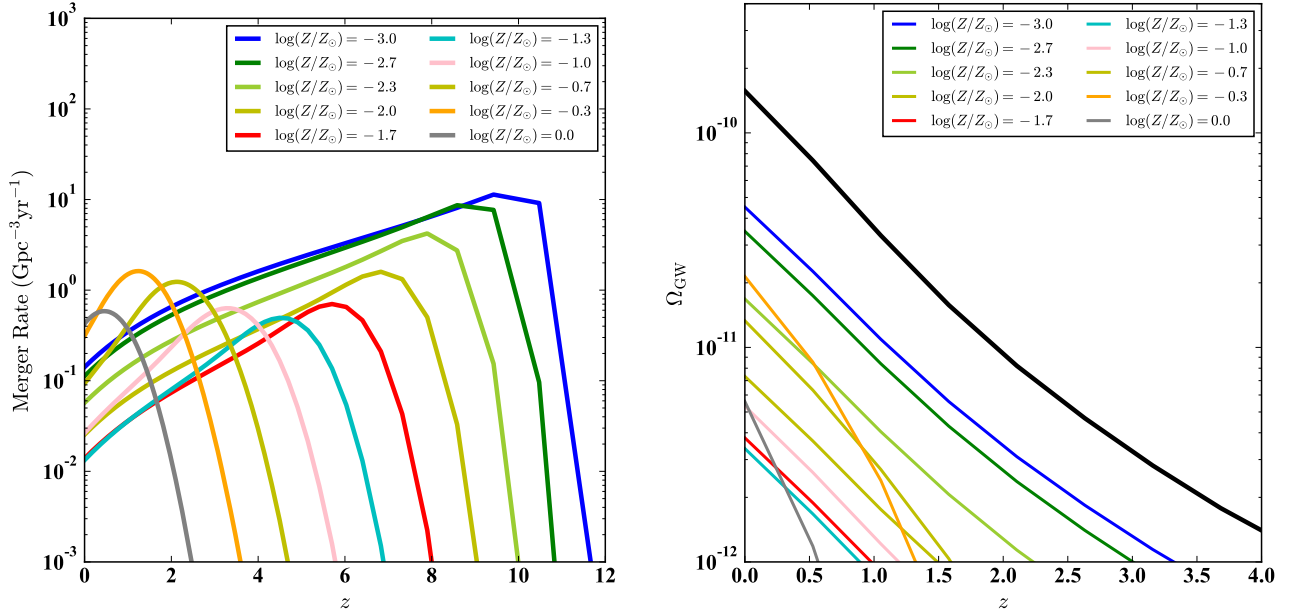 10³
10²
10¹
10⁰
10⁻¹
10⁻²
10⁻³
Merger Rate (Gpc⁻³yr⁻¹)
log(Z/Z⊙) = −3.0
log(Z/Z⊙) = −2.7
log(Z/Z⊙) = −2.3
log(Z/Z⊙) = −2.0
log(Z/Z⊙) = −1.7
log(Z/Z⊙) = −1.3
log(Z/Z⊙) = −1.0
log(Z/Z⊙) = −0.7
log(Z/Z⊙) = −0.3
log(Z/Z⊙) = 0.0
0 2 4 6 8 10 12
z
10⁻¹⁰
10⁻¹¹
10⁻¹²
Ω_GW
log(Z/Z⊙) = −3.0
log(Z/Z⊙) = −2.7
log(Z/Z⊙) = −2.3
log(Z/Z⊙) = −2.0
log(Z/Z⊙) = −1.7
log(Z/Z⊙) = −1.3
log(Z/Z⊙) = −1.0
log(Z/Z⊙) = −0.7
log(Z/Z⊙) = −0.3
log(Z/Z⊙) = 0.0
0.0 0.5 1.0 1.5 2.0 2.5 3.0 3.5 4.0
z